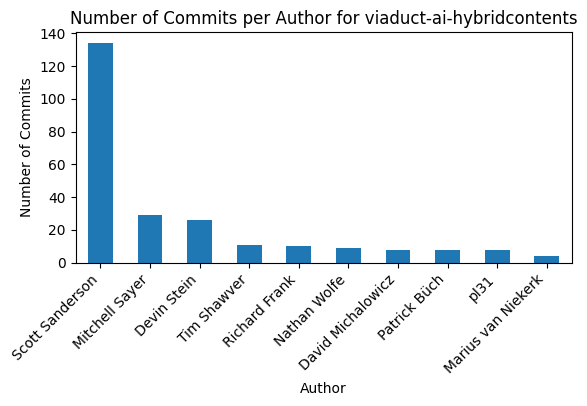 Number of Commits per Author for viaduct-ai-hybridcontents
140
120
100
80
60
40
20
0
Number of Commits
Scott Sanderson
Mitchell Sayer
Devin Stein
Tim Shawver
Richard Frank
Nathan Wolfe
David Michalowicz
Patrick Büch
pl31
Marius van Niekerk
Author